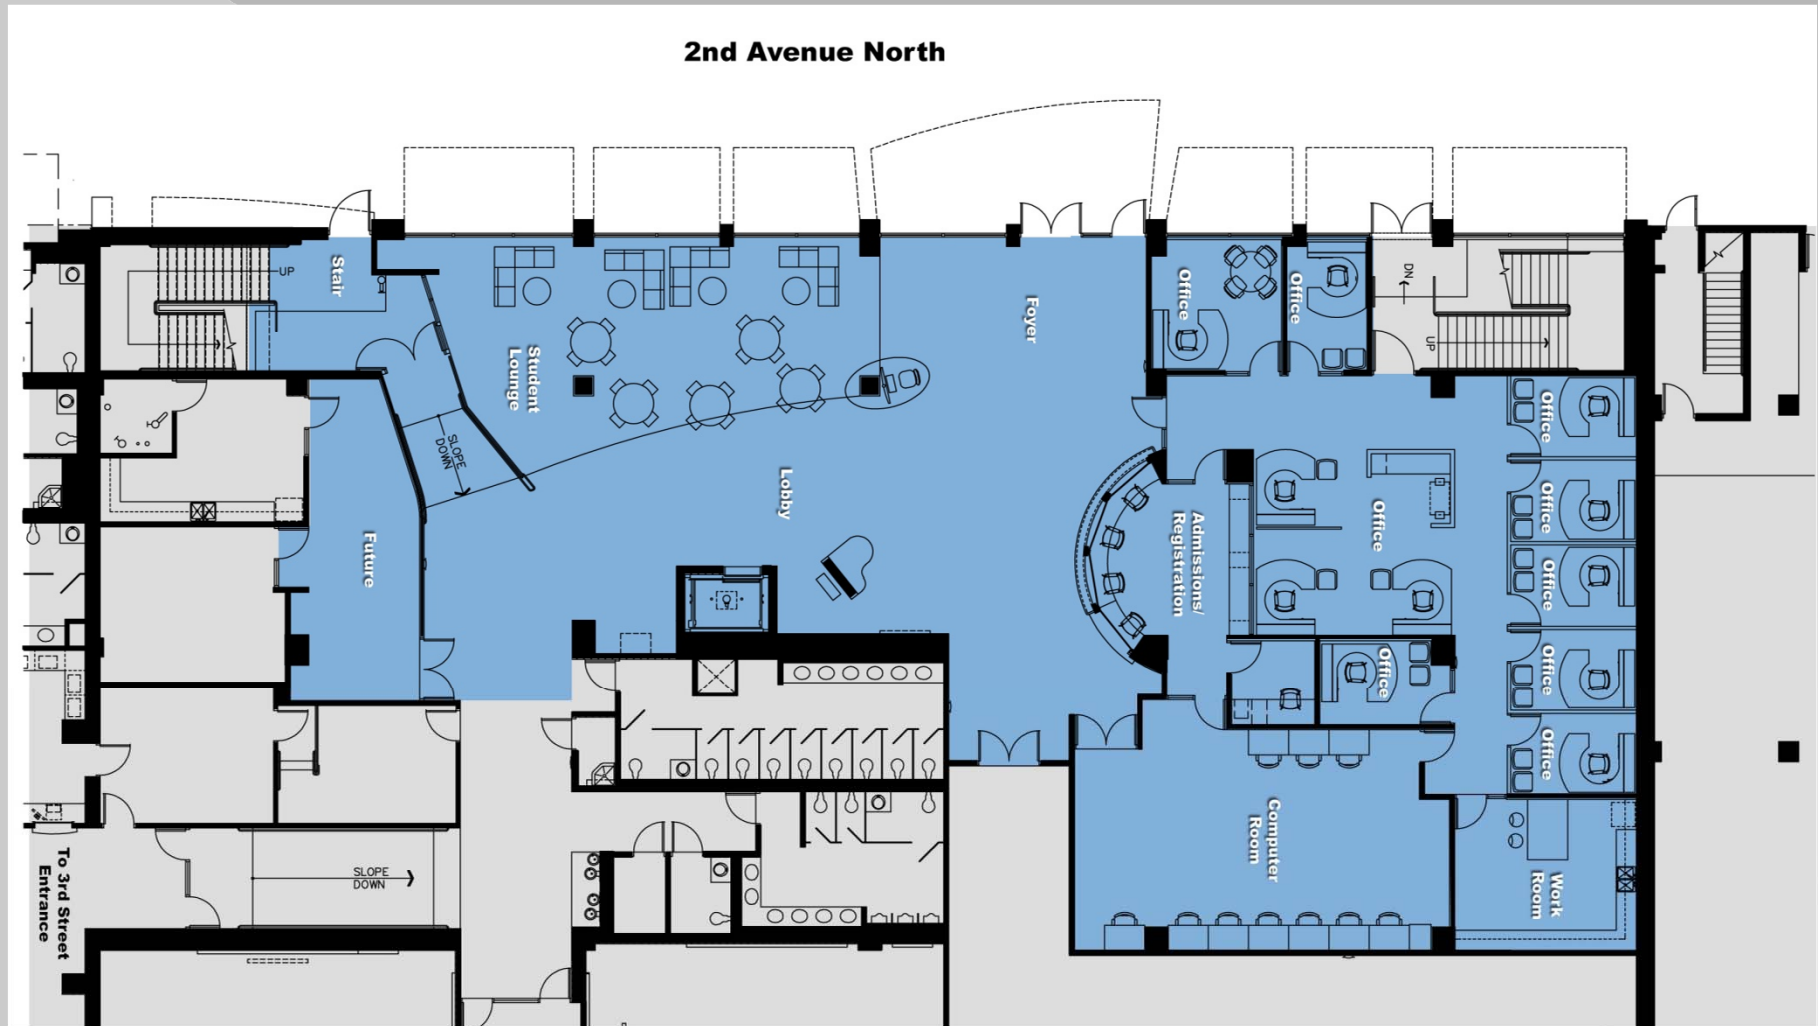 2nd Avenue North
Stair
UP
Student
Lounge
SLOPE
DOWN
Future
Lobby
Foyer
Office
Office
DN
UP
Admissions/
Registration
Office
Office
Office
Office
Office
Office
Office
Computer
Room
Work
Room
SLOPE
DOWN
To 3rd Street
Entrance